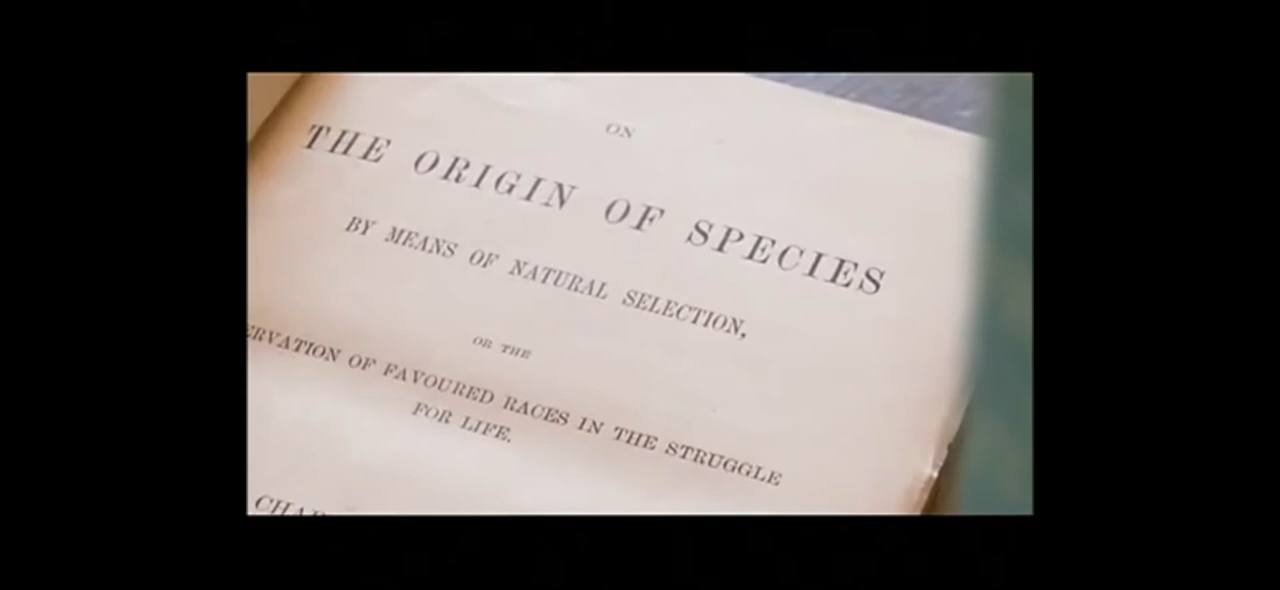 ON
THE ORIGIN OF SPECIES
BY MEANS OF NATURAL SELECTION,
OR THE
ERVATION OF FAVOURED RACES IN THE STRUGGLE
FOR LIFE.